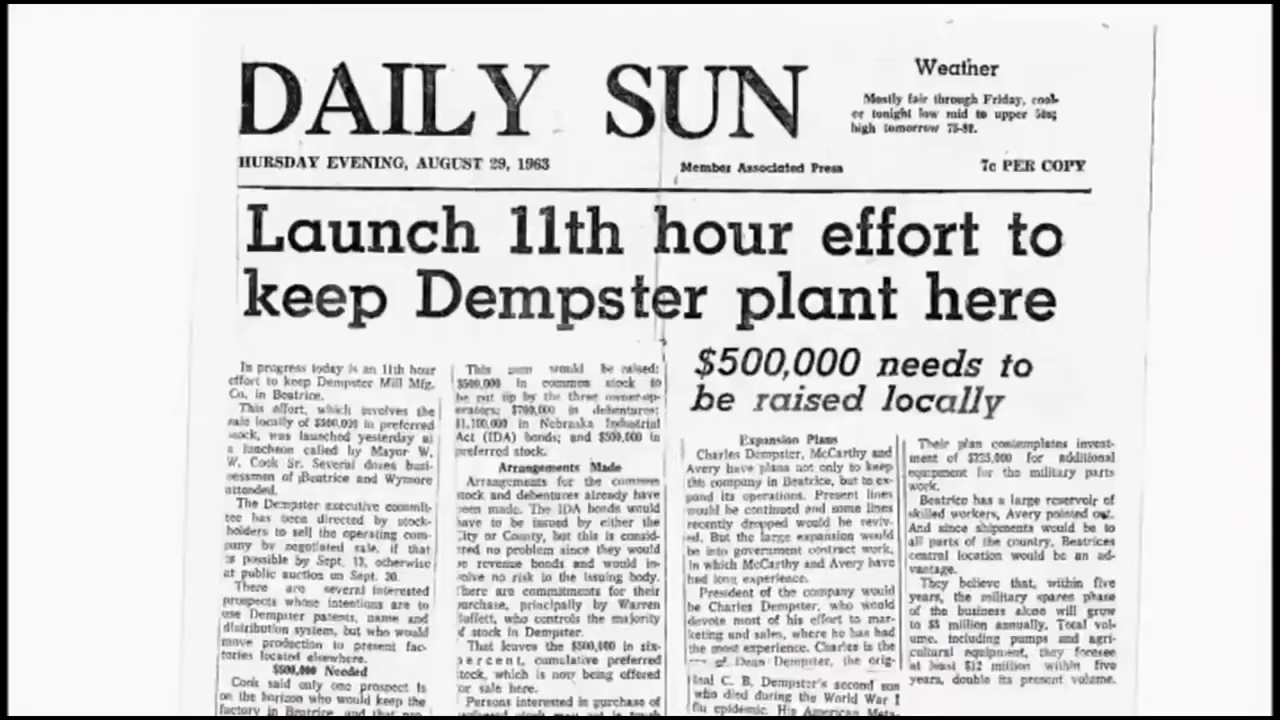 DAILY SUN
Weather
Mostly fair through Friday, cool-
er tonight low mid to upper 50s;
high tomorrow 75-80.
HURSDAY EVENING, AUGUST 29, 1963
Member Associated Press
7c PER COPY
Launch 11th hour effort to
keep Dempster plant here
$500,000 needs to
be raised locally
In progress today is an 11th hour
effort to keep Dempster Mill Mfg.
Co. in Beatrice.
This effort, which involves the
sale locally of $500,000 in preferred
stock, was launched yesterday at
a luncheon called by Mayor W.
W. Cook Sr. Several dozen busi-
nessmen of Beatrice and Wymore
attended.
The Dempster executive commit-
tee has been directed by stock-
holders to sell the operating com-
pany by negotiated sale, if that
is possible by Sept. 13, otherwise
at public auction on Sept. 30.
There are several interested
prospects whose intentions are to
use Dempster patents, name and
distribution system, but who would
move production to present fac-
tories located elsewhere.
$500,000 Needed
Cook said only one prospect is
on the horizon who would keep the
factory in Beatrice, and that
This sum would be raised:
$500,000 in common stock to
be put up by the three owner-op-
erators; $700,000 in debentures;
$1,100,000 in Nebraska Industrial
Act (IDA) bonds; and $500,000 in
preferred stock.
Arrangements Made
Arrangements for the common
stock and debentures already have
been made. The IDA bonds would
have to be issued by either the
City or County, but this is consid-
ered no problem since they would
be revenue bonds and would in-
volve no risk to the issuing body.
There are commitments for their
purchase, principally by Warren
Buffett, who controls the majority
of stock in Dempster.
That leaves the $500,000 in six-
percent, cumulative preferred
stock, which is now being offered
for sale here.
Persons interested in purchase of
Expansion Plans
Charles Dempster, McCarthy and
Avery have plans not only to keep
this company in Beatrice, but to ex-
pand its operations. Present lines
would be continued and some lines
recently dropped would be reviv-
ed. But the large expansion would
be into government contract work,
in which McCarthy and Avery have
had long experience.
President of the company would
be Charles Dempster, who would
devote most of his effort to mar-
keting and sales, where he has had
the most experience. Charles is the
of Dean Dempster, the orig-
inal C. B. Dempster's second son
who died during the World War I
flu epidemic. His American Meta-
Their plan contemplates invest-
ment of $225,000 for additional
equipment for the military parts
work.
Beatrice has a large reservoir of
skilled workers, Avery pointed out.
And since shipments would be to
all parts of the country, Beatrices
central location would be an ad-
vantage.
They believe that, within five
years, the military spares phase
of the business alone will grow
to $5 million annually. Total vol-
ume, including pumps and agri-
cultural equipment, they foresee
at least $12 million within five
years, double its present volume.